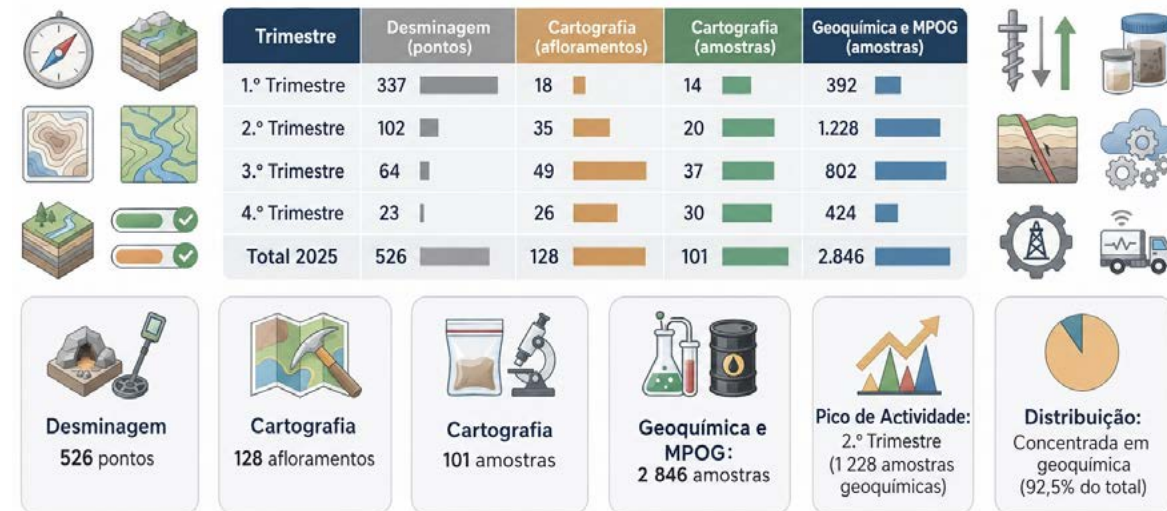 Trimestre Desminagem (pontos) Cartografia (afloramentos) Cartografia (amostras) Geoquímica e MPOG (amostras)
1.º Trimestre 337 18 14 392
2.º Trimestre 102 35 20 1.228
3.º Trimestre 64 49 37 802
4.º Trimestre 23 26 30 424
Total 2025 526 128 101 2.846
Desminagem
526 pontos
Cartografia
128 afloramentos
Cartografia
101 amostras
Geoquímica e
MPOG:
2 846 amostras
Pico de Actividade:
2.º Trimestre
(1 228 amostras
geoquímicas)
Distribuição:
Concentrada em
geoquímica
(92,5% do total)